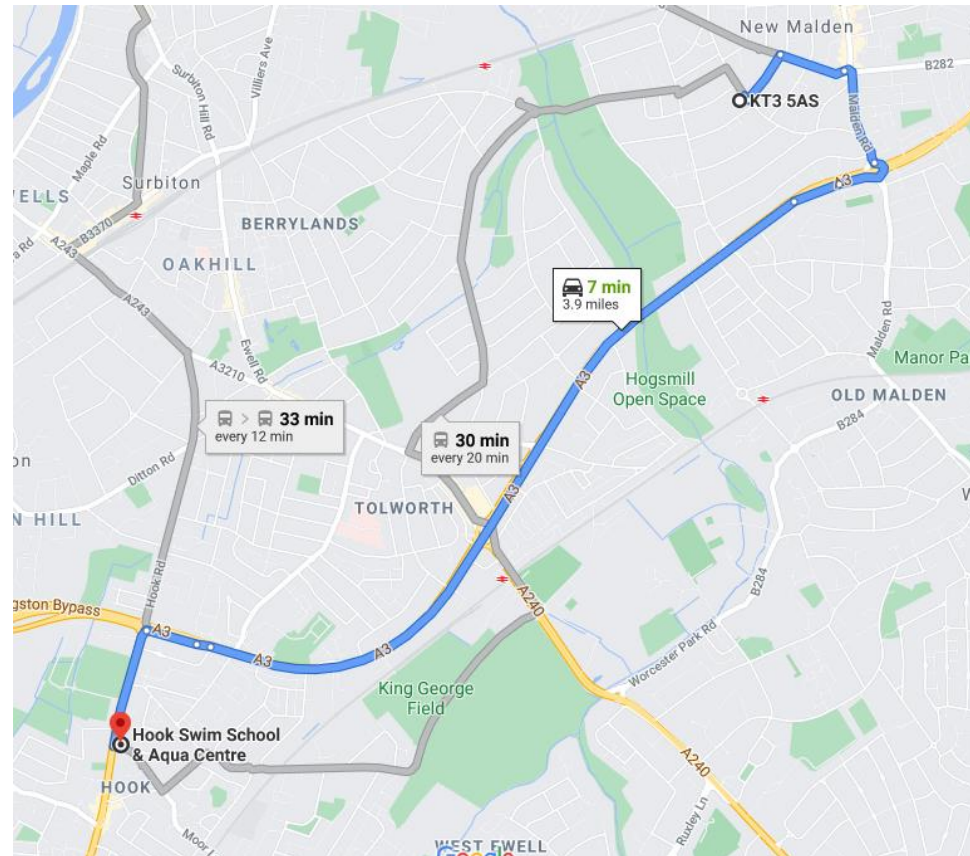 New Malden
B282
KT3 5AS
Malden Rd
A3
Villiers Ave
Surbiton Hill Rd
Maple Rd
Surbiton
ELLS
BERRYLANDS
B3370
A243
OAKHILL
A243
7 min
3.9 miles
Ewell Rd
A3210
A3
Hogsmill
Open Space
Malden Rd
Manor Pa
OLD MALDEN
B284
33 min
every 12 min
30 min
every 20 min
Ditton Rd
on
N HILL
TOLWORTH
A3
Hook Rd
B284
A240
gston Bypass
A3
A3
A3
Worcester Park Rd
King George
Field
Hook Swim School
& Aqua Centre
HOOK
A240
Ruxley Ln
WEST EWELL
Google